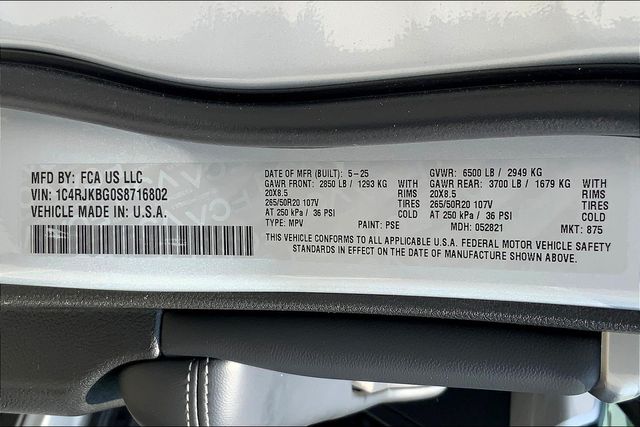 MFD BY: FCA US LLC
VIN: 1C4RJKBG0S8716802
VEHICLE MADE IN: U.S.A.
DATE OF MFR (BUILT): 5-25 GVWR: 6500 LB / 2949 KG
GAWR FRONT: 2850 LB / 1293 KG WITH GAWR REAR: 3700 LB / 1679 KG WITH
20X8.5 RIMS 20X8.5 RIMS
265/50R20 107V TIRES 265/50R20 107V TIRES
AT 250 kPa / 36 PSI COLD AT 250 kPa / 36 PSI COLD
TYPE: MPV PAINT: PSE MDH: 052821 MKT: 875
THIS VEHICLE CONFORMS TO ALL APPLICABLE U.S.A. FEDERAL MOTOR VEHICLE SAFETY
STANDARDS IN EFFECT ON THE DATE OF MANUFACTURE SHOWN ABOVE.